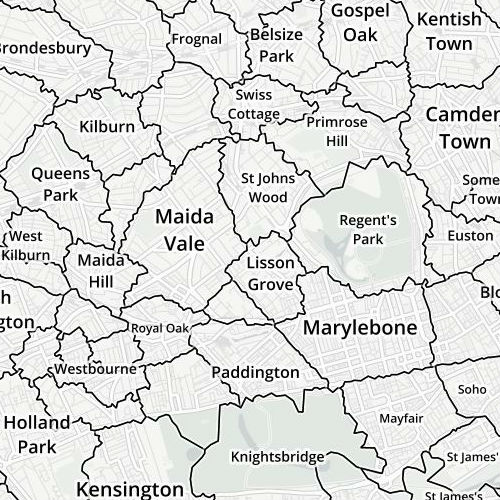 Gospel
Oak
Kentish
Town
Frognal
Belsize
Park
Brondesbury
Swiss
Cottage
Camden
Town
Kilburn
Primrose
Hill
Queens
Park
St Johns
Wood
Some
Town
Maida
Vale
Regent's
Park
West
Kilburn
Euston
Maida
Hill
Lisson
Grove
Blo
h
gton
Royal Oak
Marylebone
Westbourne
Paddington
Soho
Mayfair
Holland
Park
Knightsbridge
St James'
Kensington
St James's